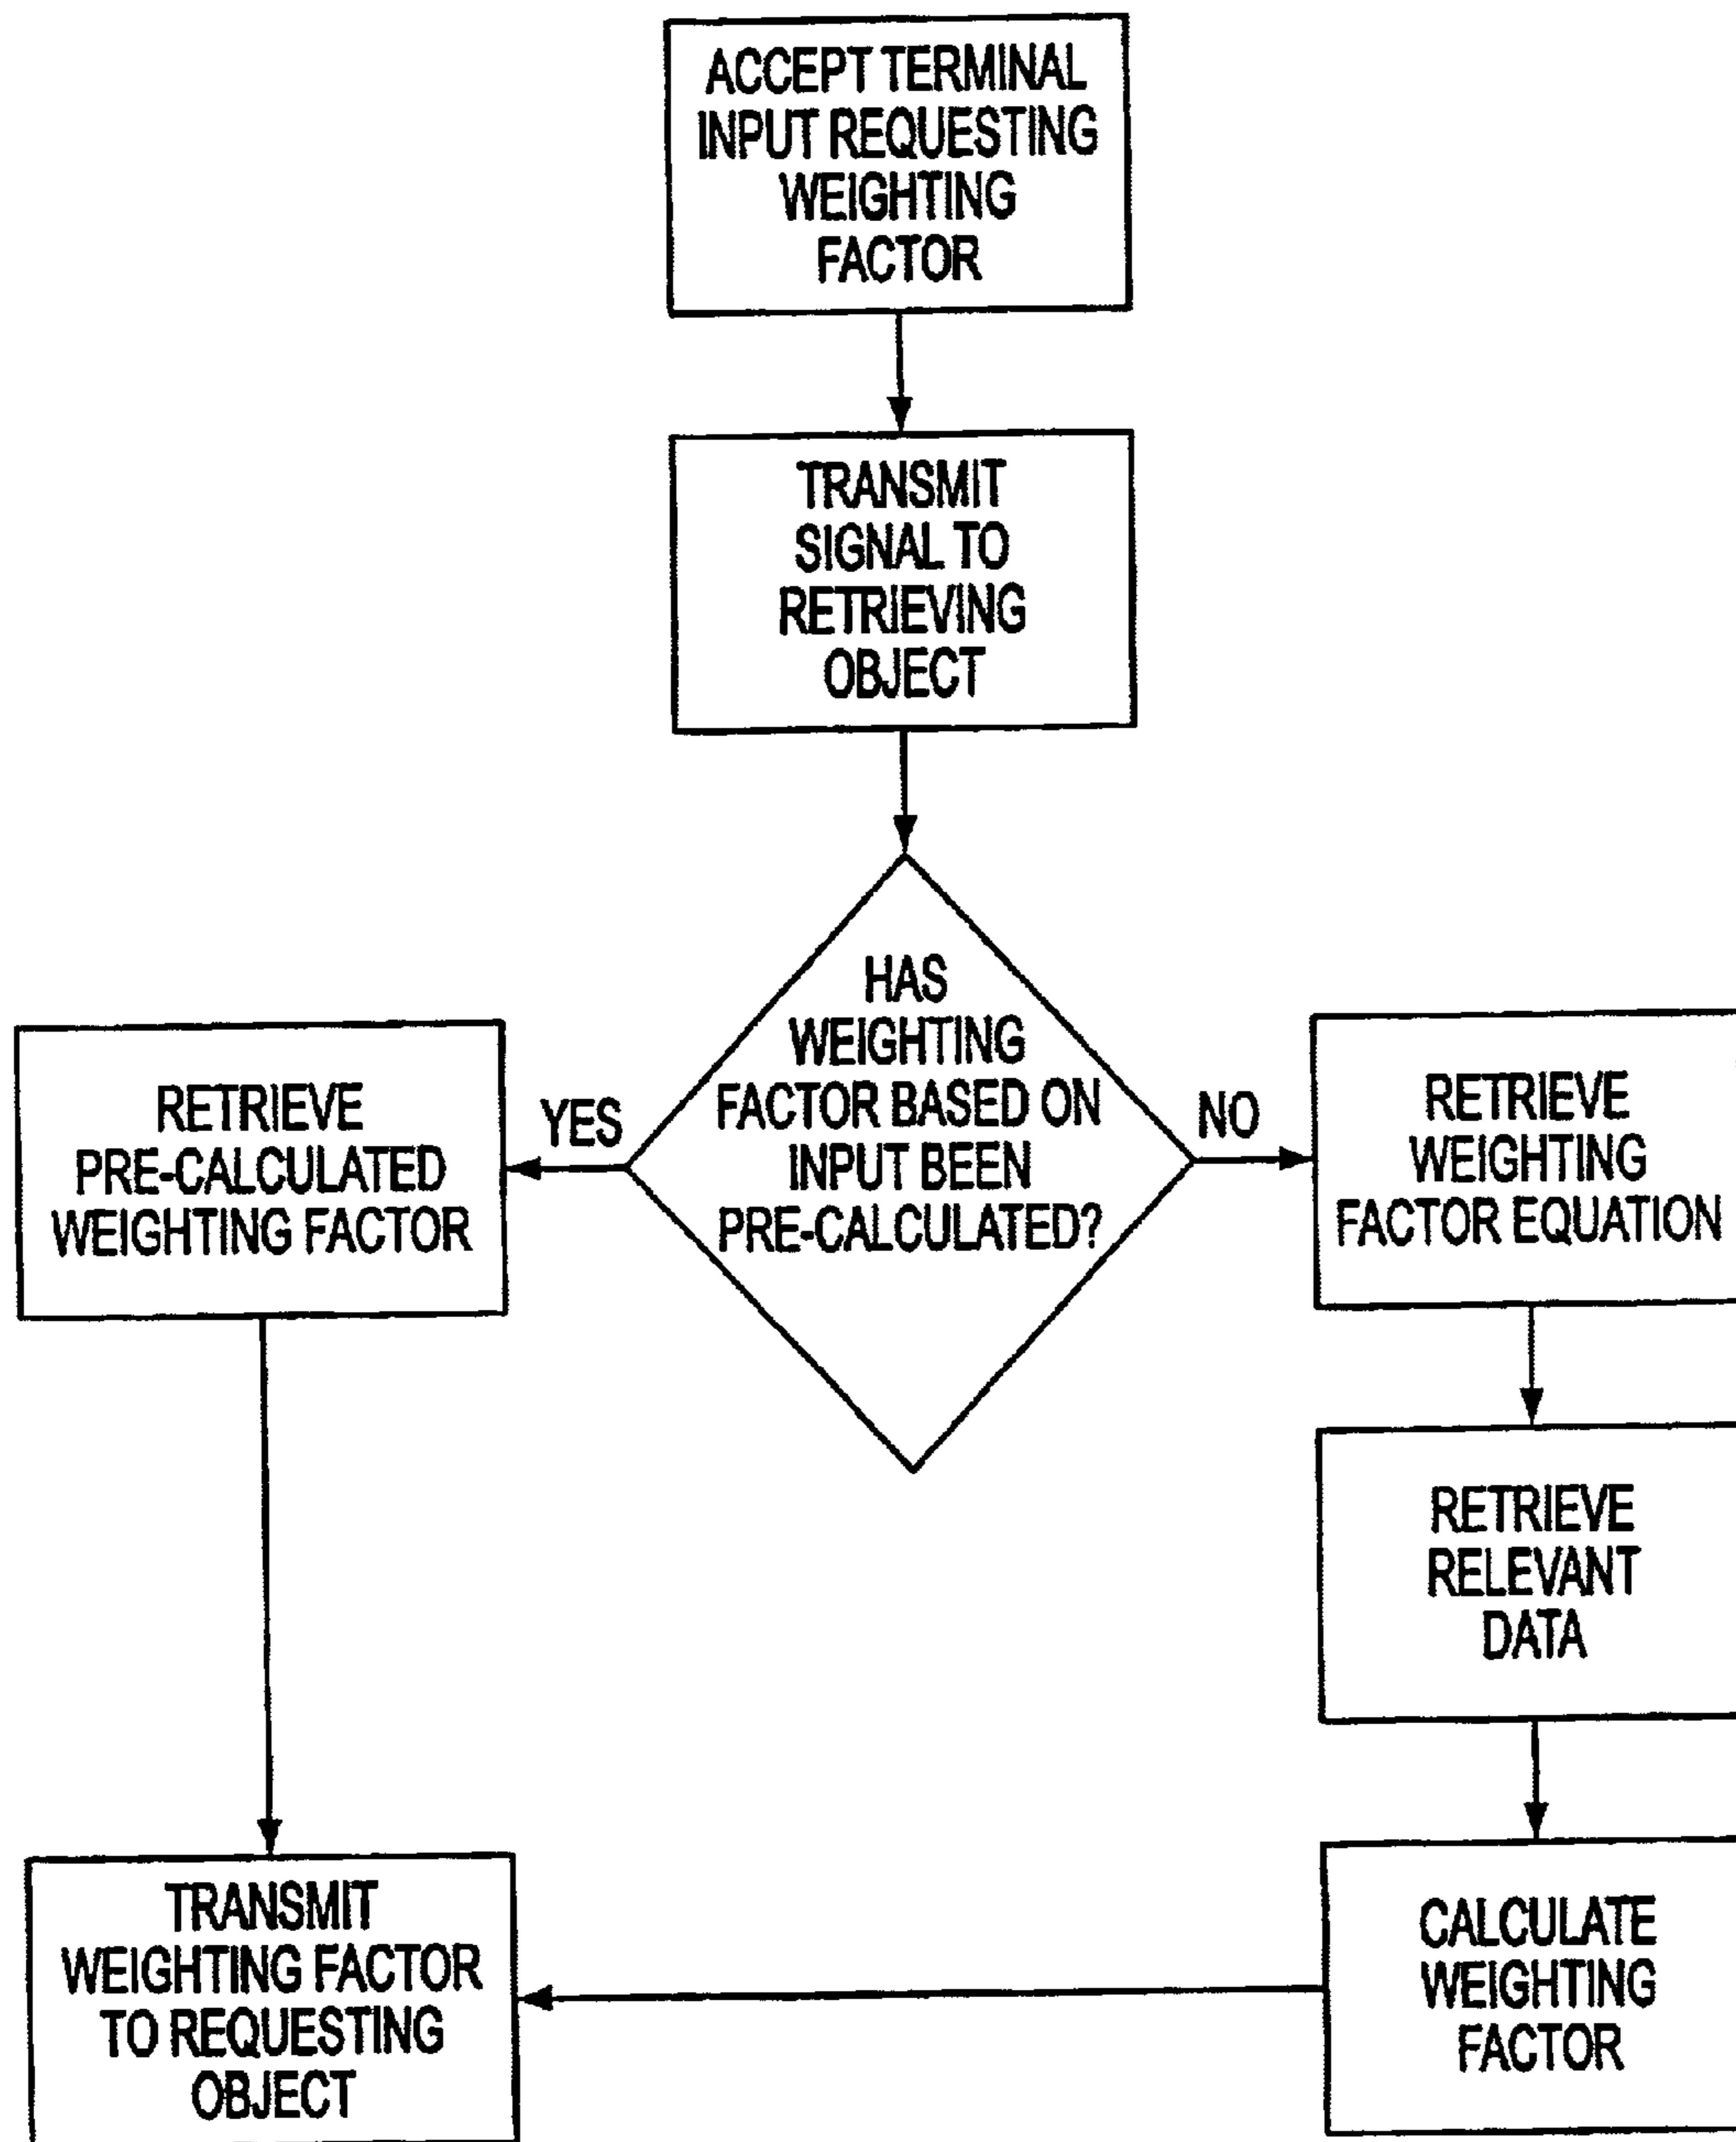 ACCEPT TERMINAL
INPUT REQUESTING
WEIGHTING
FACTOR
TRANSMIT
SIGNAL TO
RETRIEVING
OBJECT
HAS
WEIGHTING
FACTOR BASED ON
INPUT BEEN
PRE-CALCULATED?
YES
NO
RETRIEVE
PRE-CALCULATED
WEIGHTING FACTOR
RETRIEVE
WEIGHTING
FACTOR EQUATION
RETRIEVE
RELEVANT
DATA
CALCULATE
WEIGHTING
FACTOR
TRANSMIT
WEIGHTING FACTOR
TO REQUESTING
OBJECT